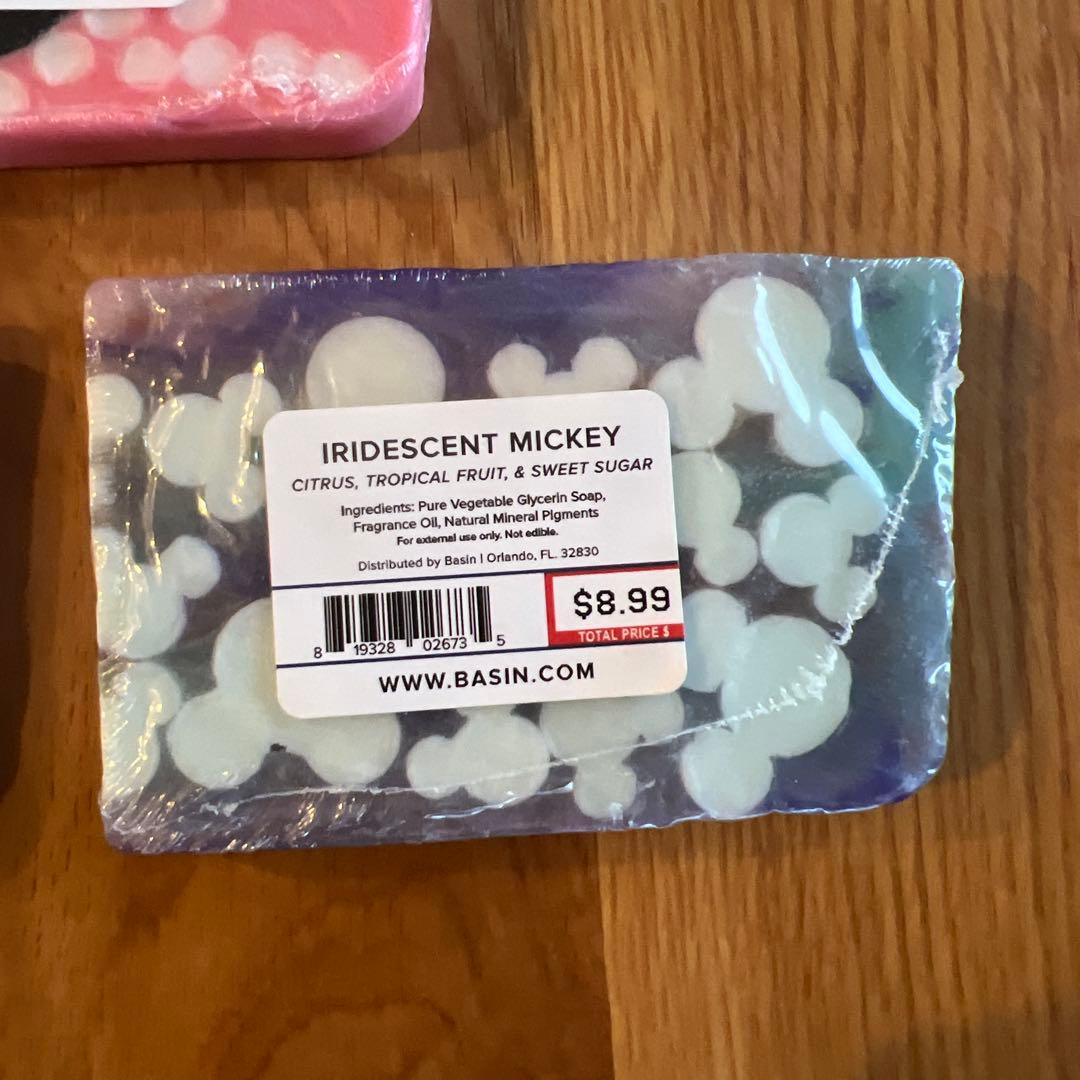 IRIDESCENT MICKEY
CITRUS, TROPICAL FRUIT, & SWEET SUGAR
Ingredients: Pure Vegetable Glycerin Soap,
Fragrance Oil, Natural Mineral Pigments
For external use only. Not edible.
Distributed by Basin | Orlando, FL. 32830
$8.99
TOTAL PRICE $
8 19328 02673 5
WWW.BASIN.COM